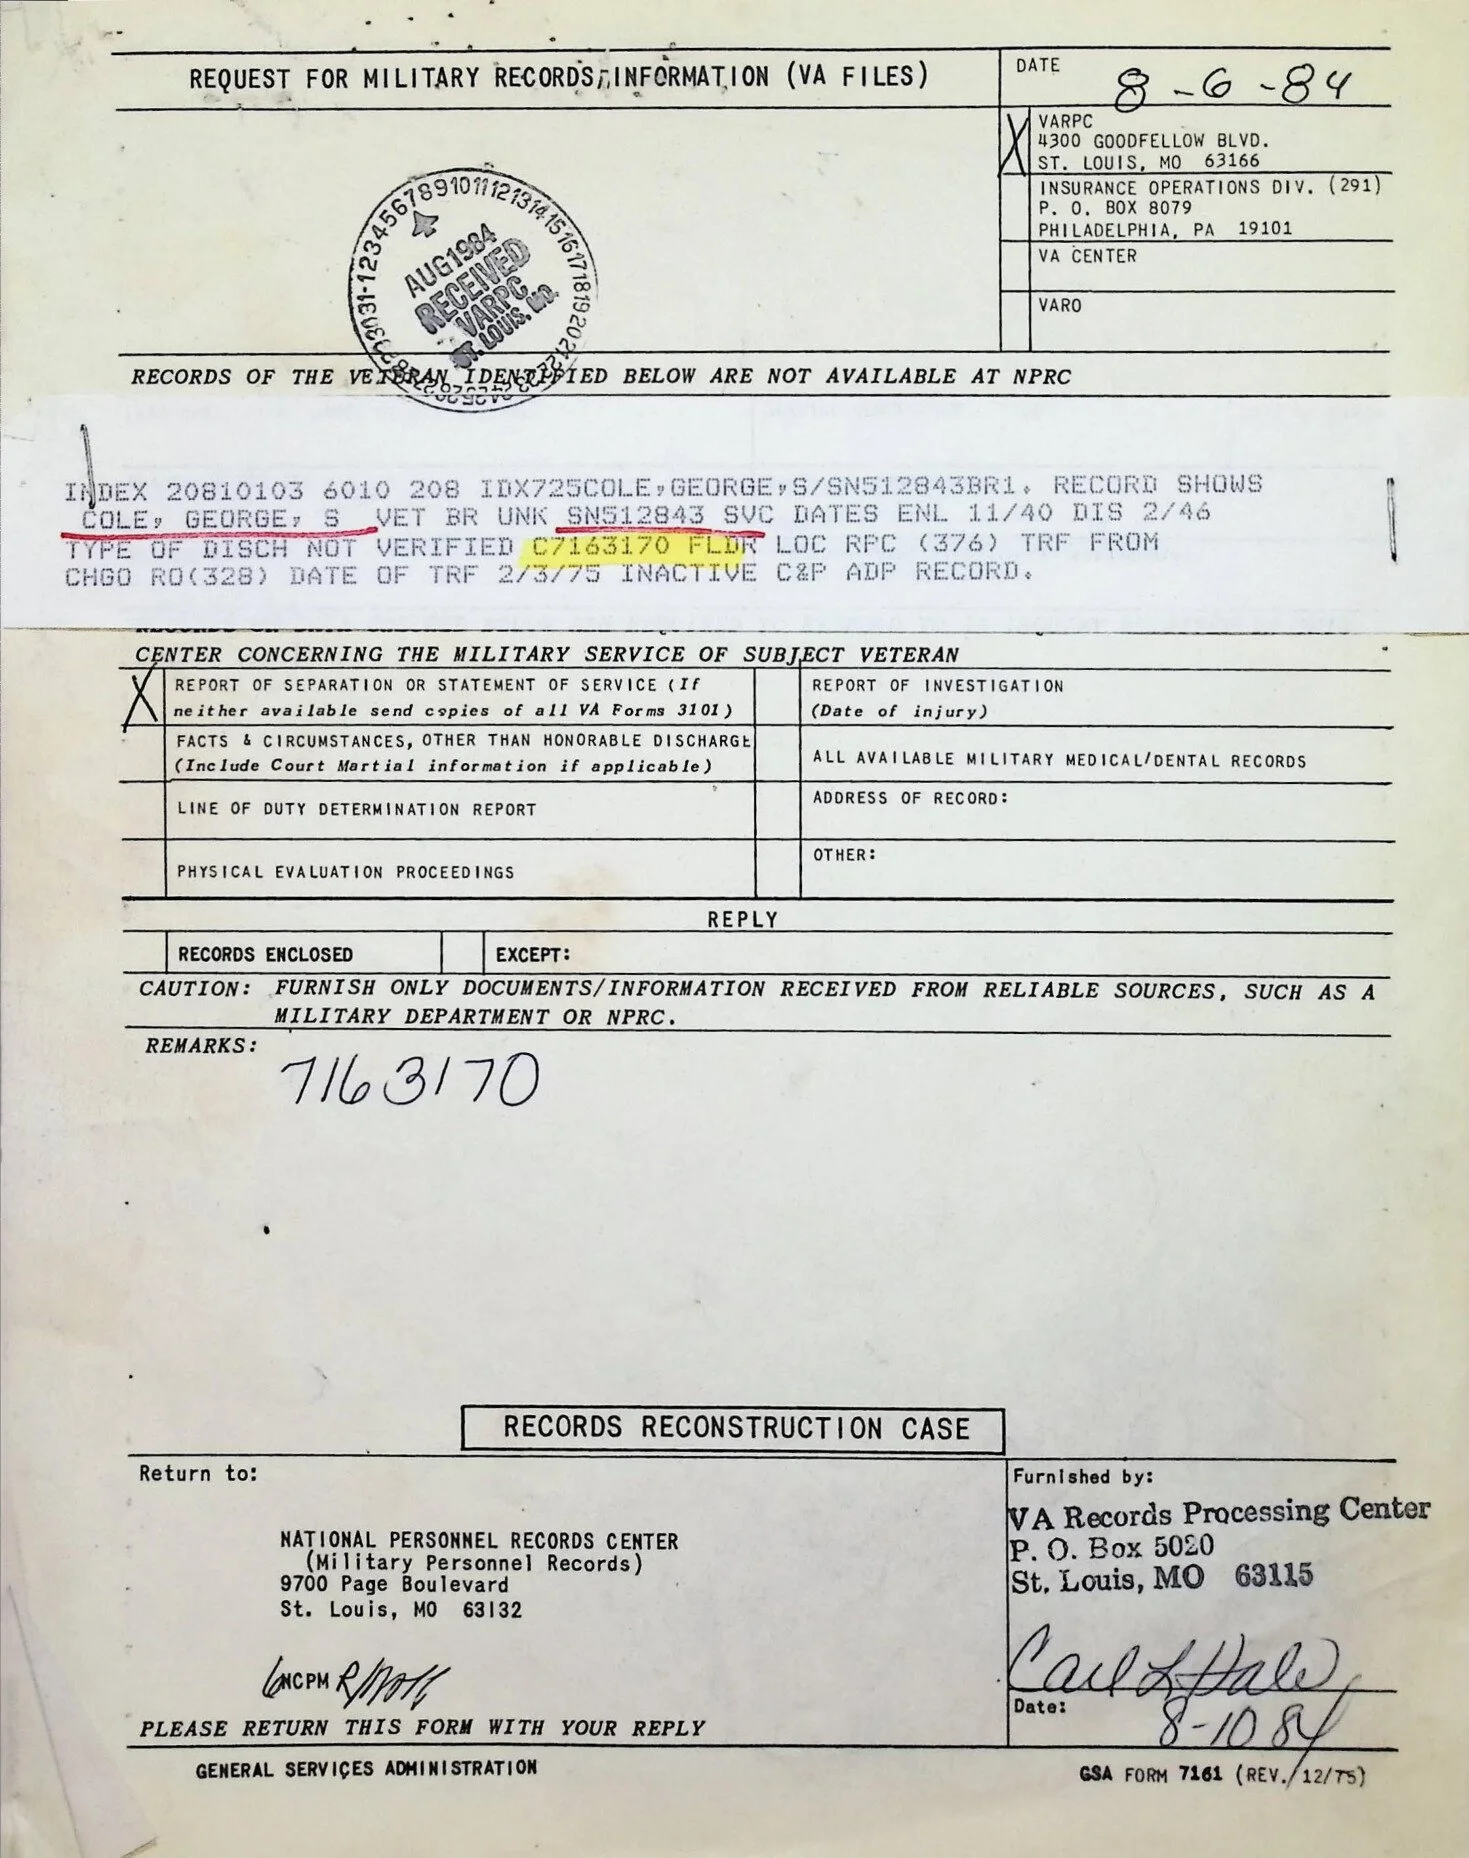 REQUEST FOR MILITARY RECORDS/INFORMATION (VA FILES)
DATE
8-6-84
X
VARPC
4300 GOODFELLOW BLVD.
ST. LOUIS, MO 63166
INSURANCE OPERATIONS DIV. (291)
P. O. BOX 8079
PHILADELPHIA, PA 19101
VA CENTER
VARO
AUG 1984
RECEIVED
VARPC
ST. LOUIS, MO.
RECORDS OF THE VETERAN IDENTIFIED BELOW ARE NOT AVAILABLE AT NPRC
INDEX 20810103 6010 208 IDX725COLE,GEORGE,S/SN512843BR1. RECORD SHOWS
COLE, GEORGE, S VET BR UNK SN512843 SVC DATES ENL 11/40 DIS 2/46
TYPE OF DISCH NOT VERIFIED C7163170 FLDR LOC RPC (376) TRF FROM
CHGO RO(328) DATE OF TRF 2/3/75 INACTIVE C&P ADP RECORD.
CENTER CONCERNING THE MILITARY SERVICE OF SUBJECT VETERAN
X
REPORT OF SEPARATION OR STATEMENT OF SERVICE (If
neither available send copies of all VA Forms 3101)
REPORT OF INVESTIGATION
(Date of injury)
FACTS & CIRCUMSTANCES, OTHER THAN HONORABLE DISCHARGE
(Include Court Martial information if applicable)
ALL AVAILABLE MILITARY MEDICAL/DENTAL RECORDS
LINE OF DUTY DETERMINATION REPORT
ADDRESS OF RECORD:
PHYSICAL EVALUATION PROCEEDINGS
OTHER:
REPLY
RECORDS ENCLOSED
EXCEPT:
CAUTION: FURNISH ONLY DOCUMENTS/INFORMATION RECEIVED FROM RELIABLE SOURCES, SUCH AS A
MILITARY DEPARTMENT OR NPRC.
REMARKS:
7163170
RECORDS RECONSTRUCTION CASE
Return to:
NATIONAL PERSONNEL RECORDS CENTER
(Military Personnel Records)
9700 Page Boulevard
St. Louis, MO 63132
NCPM
PLEASE RETURN THIS FORM WITH YOUR REPLY
Furnished by:
VA Records Processing Center
P. O. Box 5020
St. Louis, MO 63115
Carl L Hale
Date:
8-10 84
GENERAL SERVICES ADMINISTRATION
GSA FORM 7161 (REV. 12/75)